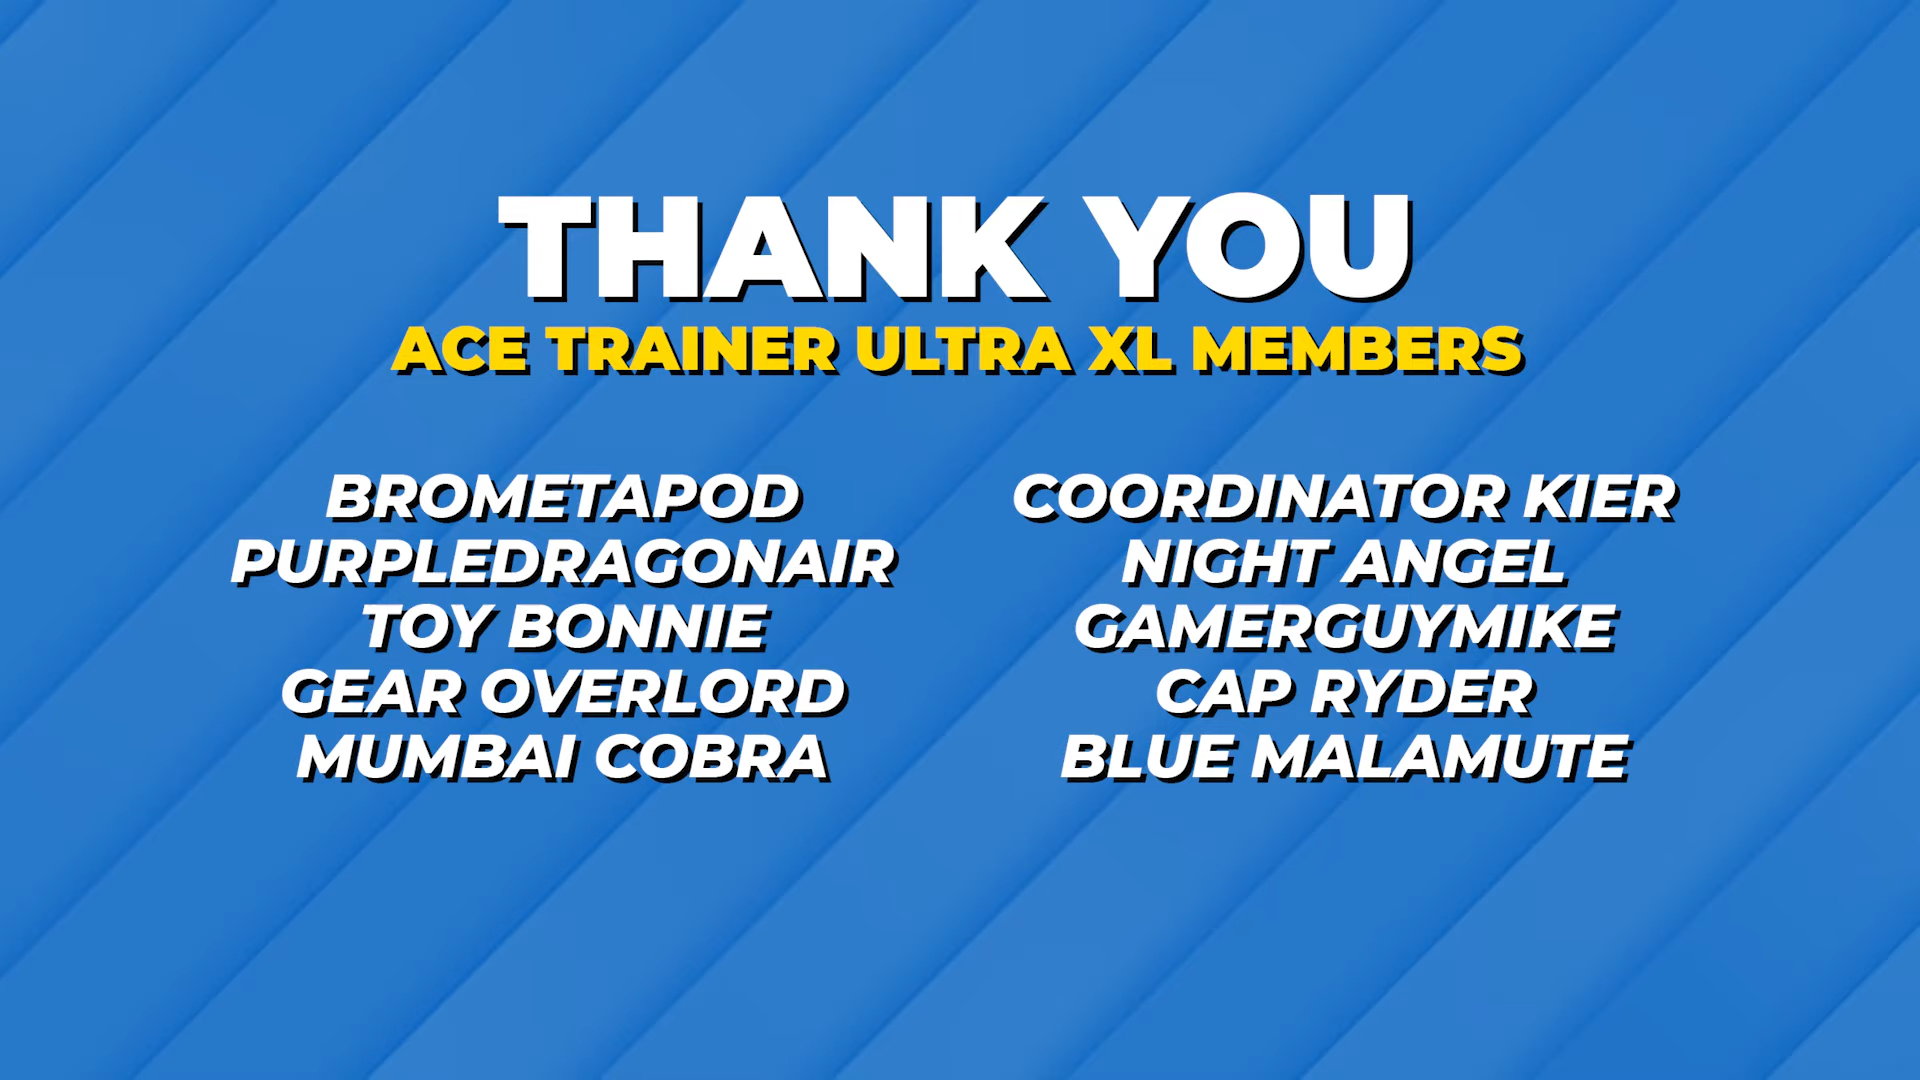 THANK YOU
ACE TRAINER ULTRA XL MEMBERS
BROMETAPOD
PURPLEDRAGONAIR
TOY BONNIE
GEAR OVERLORD
MUMBAI COBRA
COORDINATOR KIER
NIGHT ANGEL
GAMERGUYMIKE
CAP RYDER
BLUE MALAMUTE